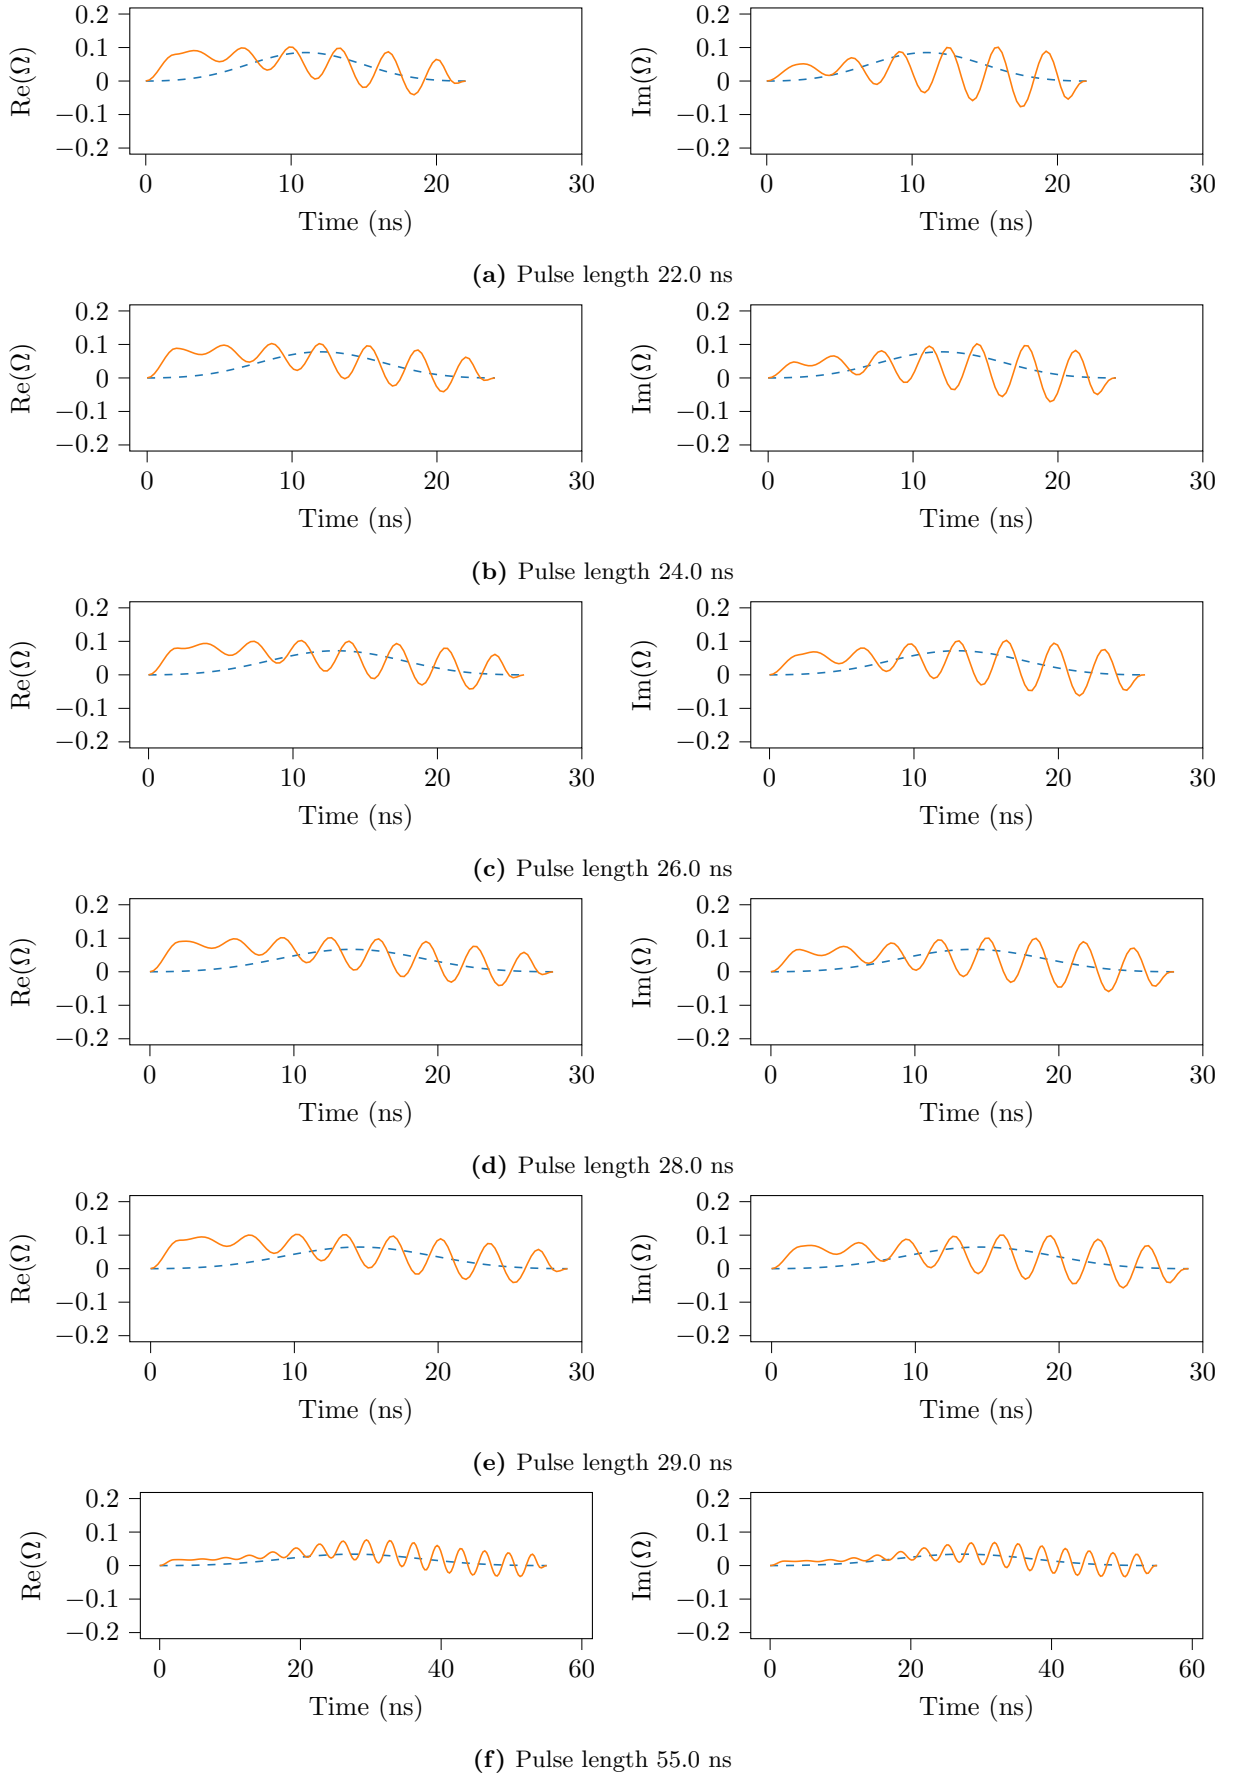 0.2 0.1 0 −0.1 −0.2
Re(Ω)
0 10 20 30
Time (ns)
0.2 0.1 0 −0.1 −0.2
Im(Ω)
0 10 20 30
Time (ns)
(a) Pulse length 22.0 ns
0.2 0.1 0 −0.1 −0.2
Re(Ω)
0 10 20 30
Time (ns)
0.2 0.1 0 −0.1 −0.2
Im(Ω)
0 10 20 30
Time (ns)
(b) Pulse length 24.0 ns
0.2 0.1 0 −0.1 −0.2
Re(Ω)
0 10 20 30
Time (ns)
0.2 0.1 0 −0.1 −0.2
Im(Ω)
0 10 20 30
Time (ns)
(c) Pulse length 26.0 ns
0.2 0.1 0 −0.1 −0.2
Re(Ω)
0 10 20 30
Time (ns)
0.2 0.1 0 −0.1 −0.2
Im(Ω)
0 10 20 30
Time (ns)
(d) Pulse length 28.0 ns
0.2 0.1 0 −0.1 −0.2
Re(Ω)
0 10 20 30
Time (ns)
0.2 0.1 0 −0.1 −0.2
Im(Ω)
0 10 20 30
Time (ns)
(e) Pulse length 29.0 ns
0.2 0.1 0 −0.1 −0.2
Re(Ω)
0 20 40 60
Time (ns)
0.2 0.1 0 −0.1 −0.2
Im(Ω)
0 20 40 60
Time (ns)
(f) Pulse length 55.0 ns